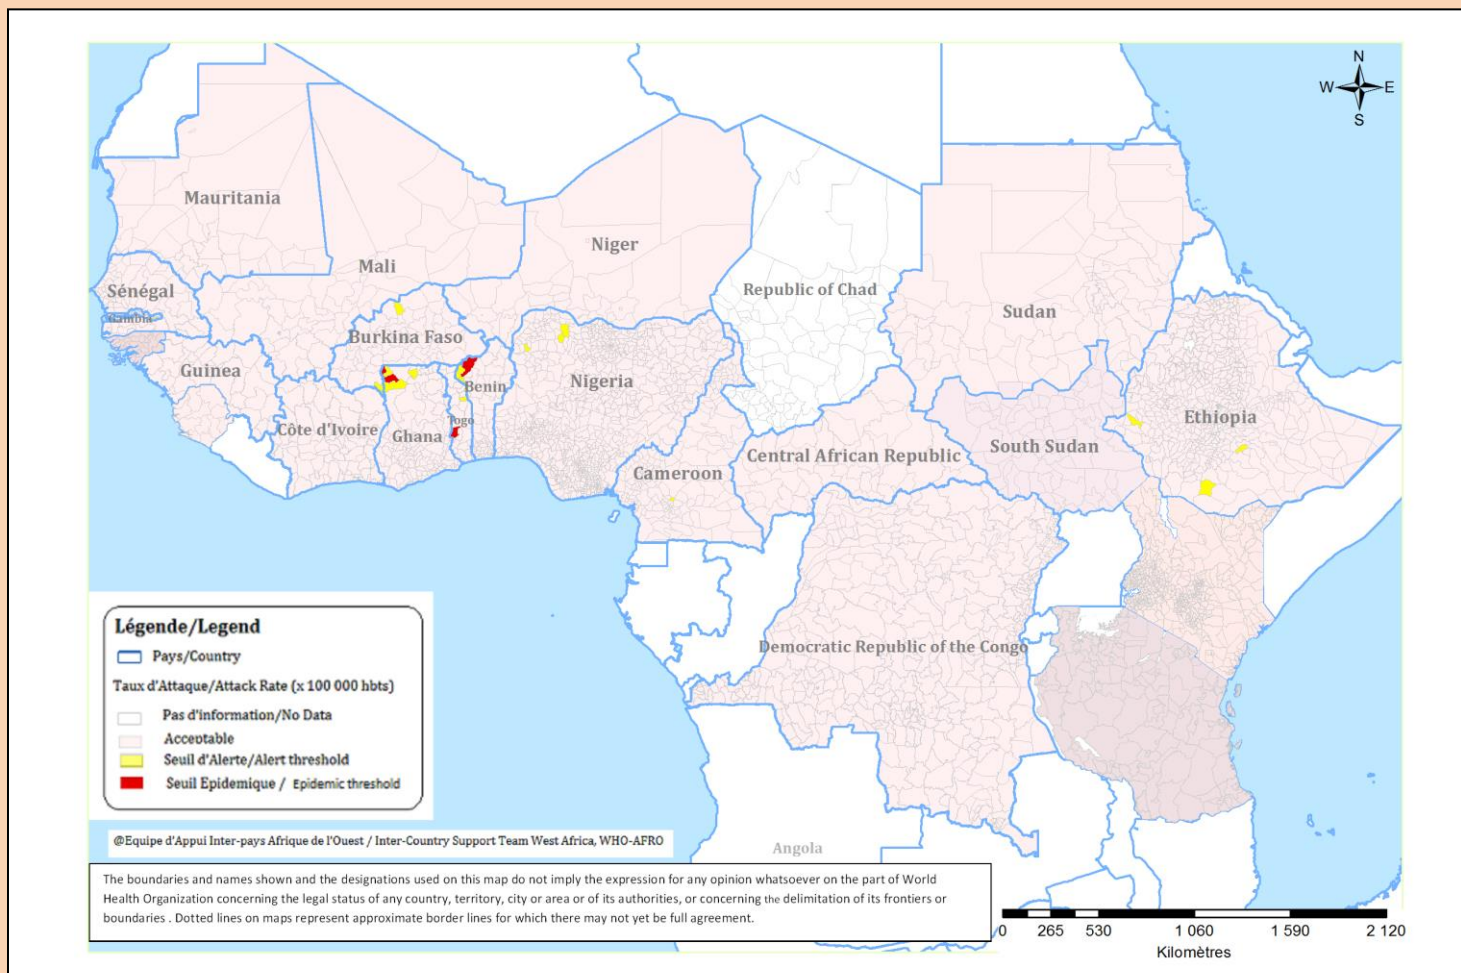 N
W E
S
Mauritania
Niger
Mali
Sénégal
Gambia
Republic of Chad
Sudan
Burkina Faso
Guinea
Nigeria
Benin
Ethiopia
Togo
Côte d'Ivoire
Ghana
South Sudan
Central African Republic
Cameroon
Democratic Republic of the Congo
Angola
Légende/Legend
Pays/Country
Taux d'Attaque/Attack Rate (x 100 000 hbts)
Pas d'information/No Data
Acceptable
Seuil d'Alerte/Alert threshold
Seuil Epidemique / Epidemic threshold
@Equipe d'Appui Inter-pays Afrique de l'Ouest / Inter-Country Support Team West Africa, WHO-AFRO
The boundaries and names shown and the designations used on this map do not imply the expression for any opinion whatsoever on the part of World
Health Organization concerning the legal status of any country, territory, city or area or of its authorities, or concerning the delimitation of its frontiers or
boundaries . Dotted lines on maps represent approximate border lines for which there may not yet be full agreement.
0 265 530 1 060 1 590 2 120
Kilomètres